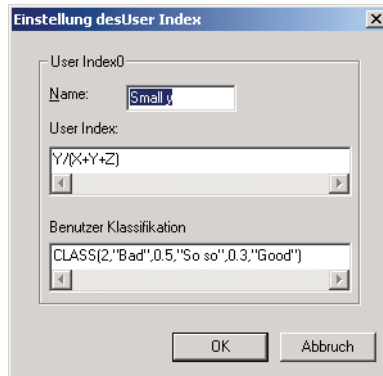 Einstellung desUser Index
User Index0
Name:
Small y
User Index:
Y/(X+Y+Z)
Benutzer Klassifikation
CLASS(2,"Bad",0.5,"So so",0.3,"Good")
OK
Abbruch